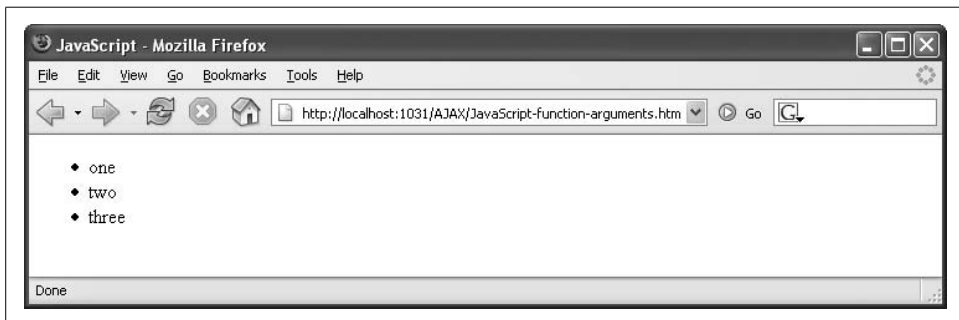 JavaScript - Mozilla Firefox
File Edit View Go Bookmarks Tools Help
http://localhost:1031/AJAX/JavaScript-function-arguments.htm Go G
• one
• two
• three
Done